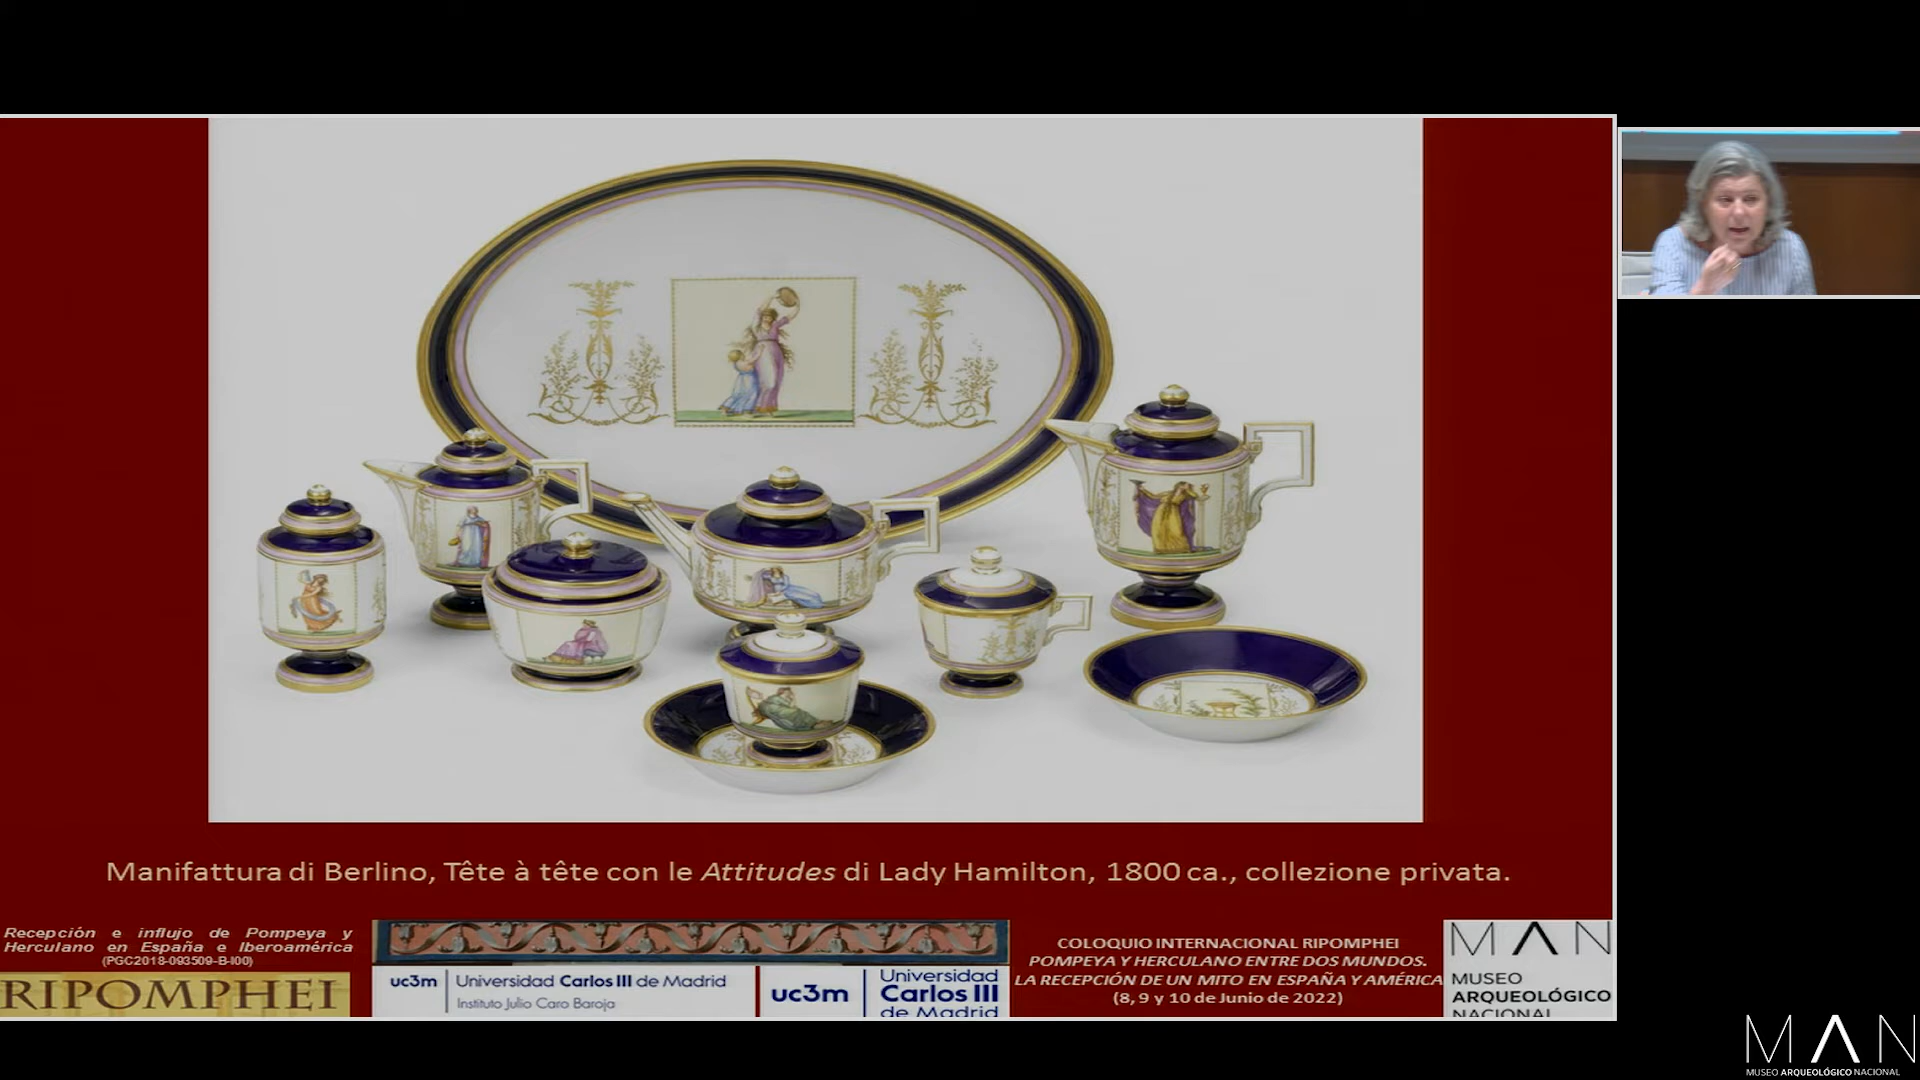 Manifattura di Berlino, Tête à tête con le Attitudes di Lady Hamilton, 1800 ca., collezione privata.
Recepción e influjo de Pompeya y
Herculano en España e Iberoamérica
(PGC2018-093509-B-I00)
RIPOMPHEI
uc3m
Universidad Carlos III de Madrid
Instituto Julio Caro Baroja
uc3m
Universidad
Carlos III
de Madrid
COLOQUIO INTERNACIONAL RIPOMPHEI
POMPEYA Y HERCULANO ENTRE DOS MUNDOS.
LA RECEPCIÓN DE UN MITO EN ESPAÑA Y AMÉRICA
(8, 9 y 10 de Junio de 2022)
MAN
MUSEO
ARQUEOLÓGICO
NACIONAL
MAN
MUSEO ARQUEOLÓGICO NACIONAL